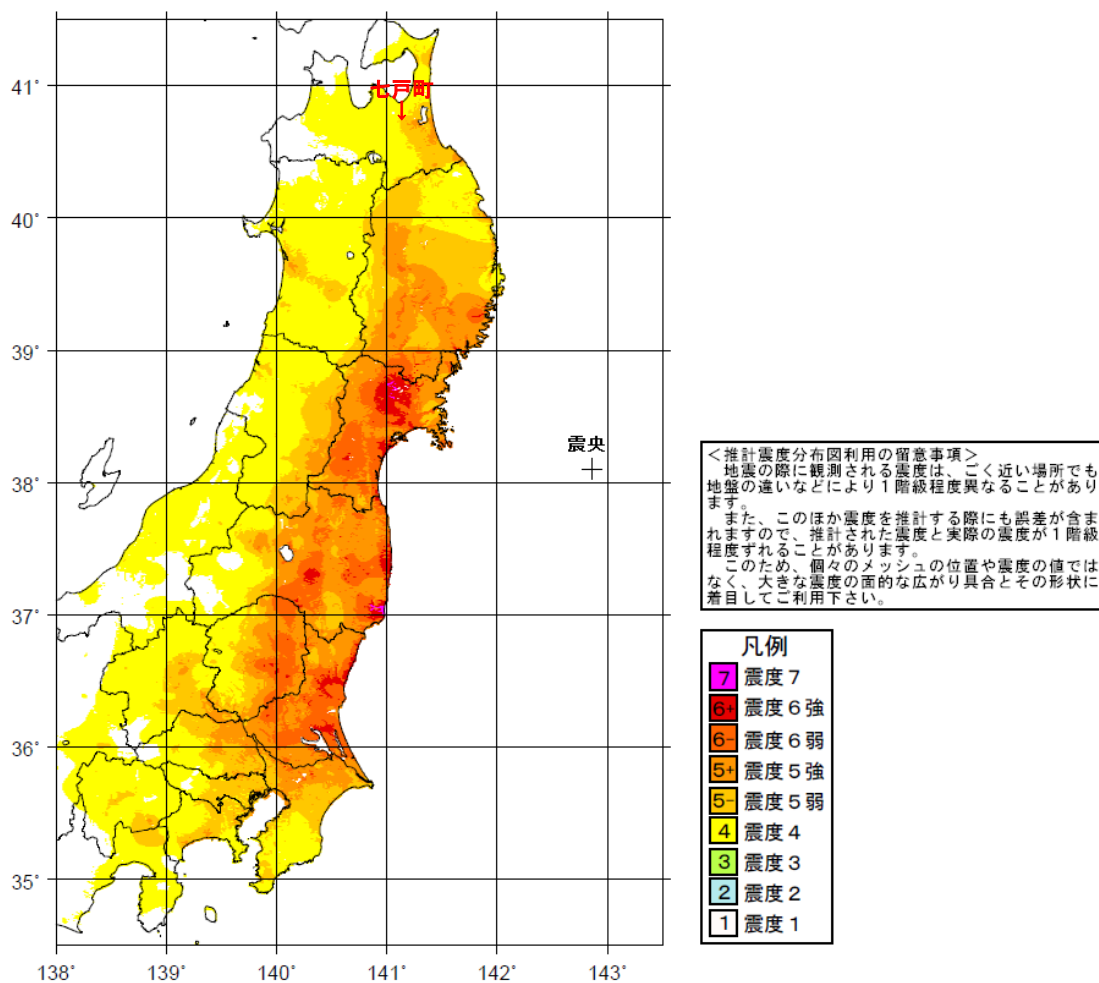 41°
七戸町
↓
40°
39°
震央
38°
37°
36°
35°
138°
139°
140°
141°
142°
143°
＜推計震度分布図利用の留意事項＞
　地震の際に観測される震度は、ごく近い場所でも
地盤の違いなどにより１階級程度異なることがあり
ます。
　また、このほか震度を推計する際にも誤差が含ま
れますので、推計された震度と実際の震度が１階級
程度ずれることがあります。
　このため、個々のメッシュの位置や震度の値では
なく、大きな震度の面的な広がり具合とその形状に
着目してご利用下さい。
凡例
7 震度７
6+ 震度６強
6- 震度６弱
5+ 震度５強
5- 震度５弱
4 震度４
3 震度３
2 震度２
1 震度１